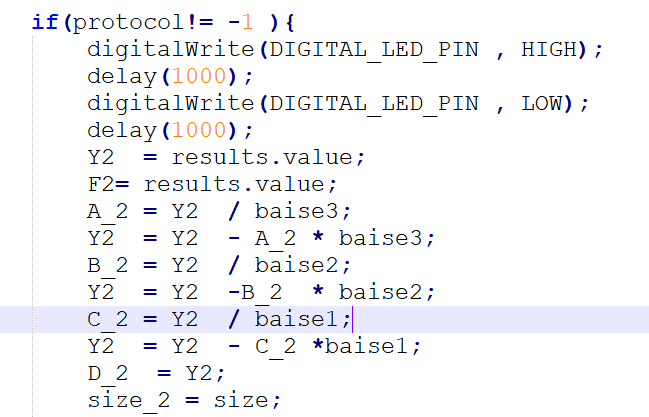 if(protocol!= -1 ){
digitalWrite(DIGITAL_LED_PIN , HIGH);
delay(1000);
digitalWrite(DIGITAL_LED_PIN , LOW);
delay(1000);
Y2  = results.value;
F2= results.value;
A_2 = Y2  / baise3;
Y2  = Y2  - A_2 * baise3;
B_2 = Y2  / baise2;
Y2  = Y2  -B_2  * baise2;
C_2 = Y2  / baise1;
Y2  = Y2  - C_2 *baise1;
D_2  = Y2;
size_2 = size;